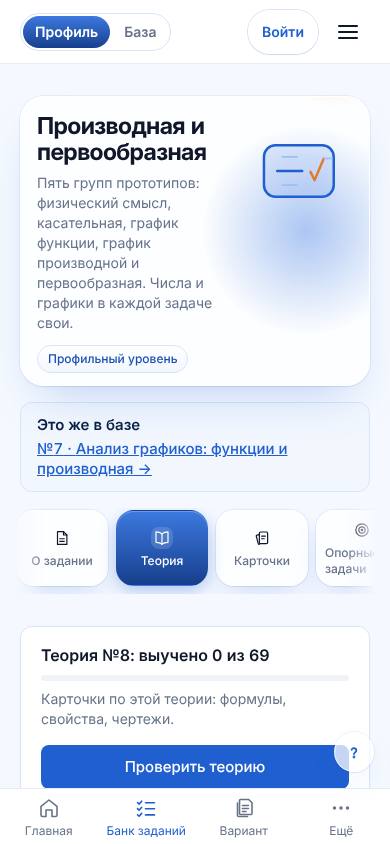 Профиль База Войти
Производная и
первообразная
Пять групп прототипов:
физический смысл,
касательная, график
функции, график
производной и
первообразная. Числа и
графики в каждой задаче
свои.
Профильный уровень
Это же в базе
№7 · Анализ графиков: функции и
производная →
О задании
Теория
Карточки
Опорные
задачи
Теория №8: выучено 0 из 69
Карточки по этой теории: формулы,
свойства, чертежи.
Проверить теорию
?
Главная Банк заданий Вариант Ещё